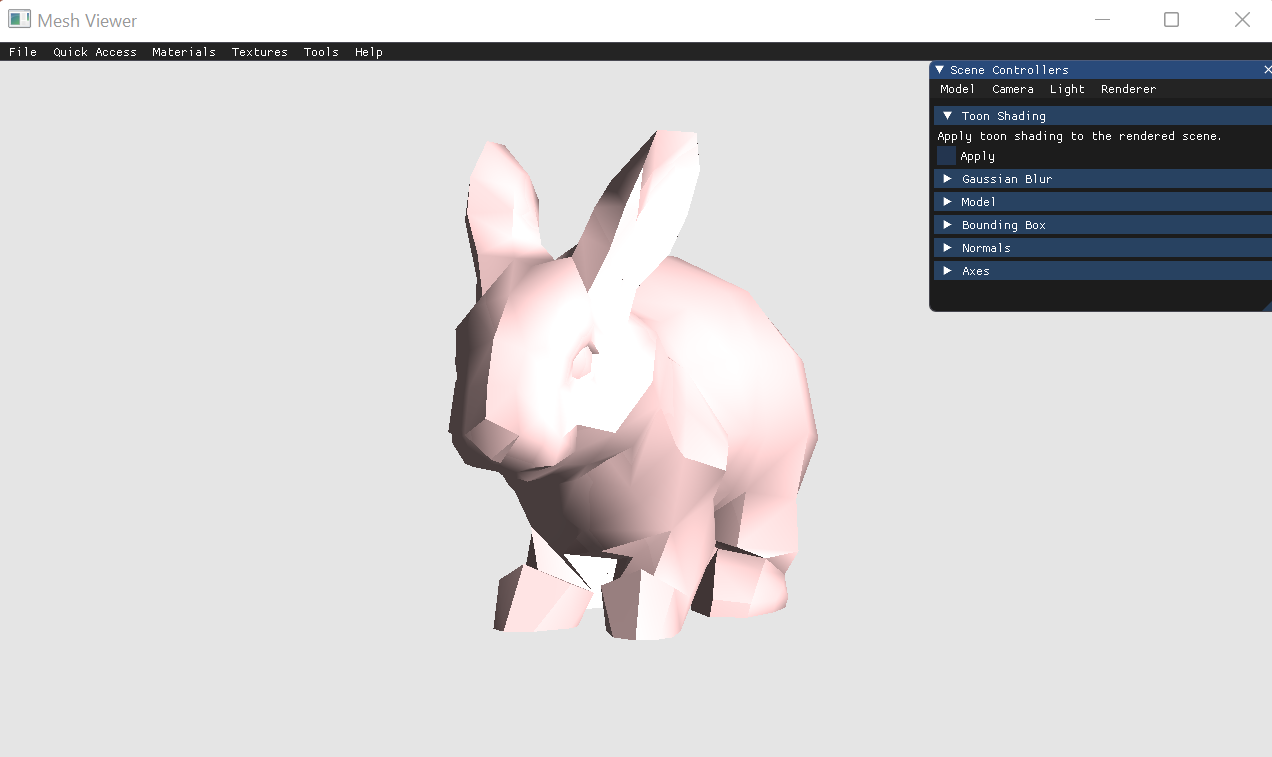 Mesh Viewer
File Quick Access Materials Textures Tools Help
Scene Controllers
Model Camera Light Renderer
Toon Shading
Apply toon shading to the rendered scene.
Apply
Gaussian Blur
Model
Bounding Box
Normals
Axes